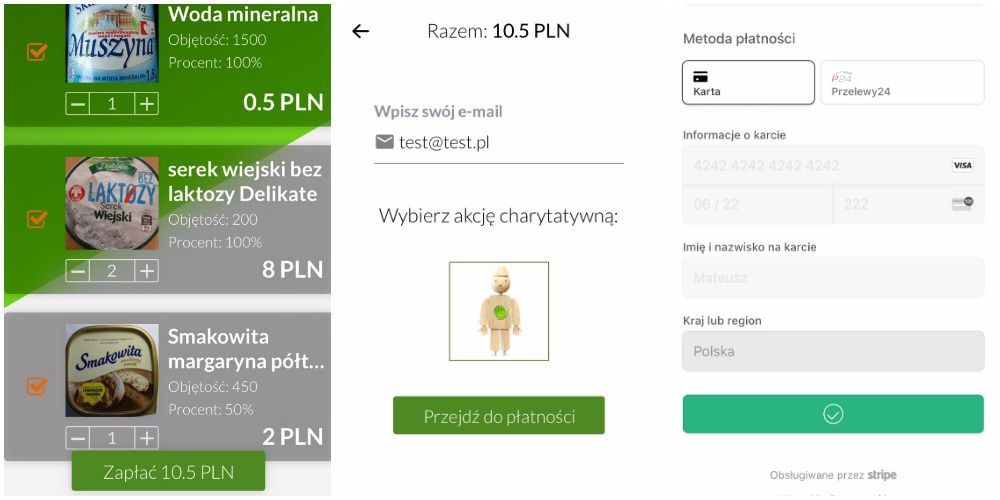 Woda mineralna
Objętość: 1500
Procent: 100%
Muszyna
1
0.5 PLN
serek wiejski bez
laktozy Delikate
Objętość: 200
Procent: 100%
BEZ
LAKTOZY
Serek
Wiejski
2
8 PLN
Smakowita
margaryna półt...
Objętość: 450
Procent: 50%
Smakowita
1
2 PLN
Zapłać 10.5 PLN
Razem: 10.5 PLN
Wpisz swój e-mail
test@test.pl
Wybierz akcję charytatywną:
Przejdź do płatności
Metoda płatności
Karta
P24
Przelewy24
Informacje o karcie
4242 4242 4242 4242
VISA
06 / 22
222
Imię i nazwisko na karcie
Mateusz
Kraj lub region
Polska
Obsługiwane przez stripe